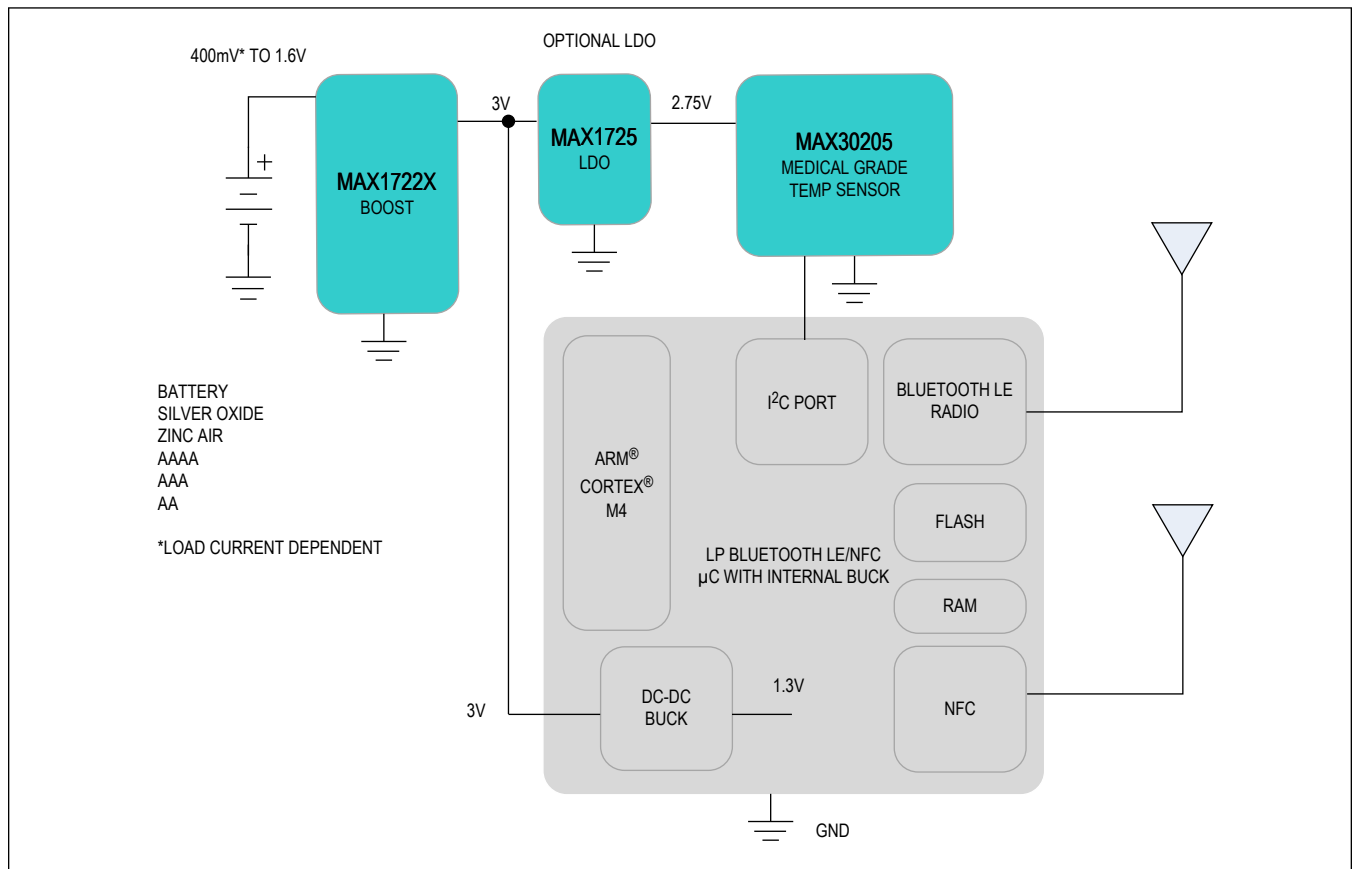 400mV* TO 1.6V
OPTIONAL LDO
3V
2.75V
+
MAX1722X
BOOST
MAX1725
LDO
MAX30205
MEDICAL GRADE
TEMP SENSOR
BATTERY
SILVER OXIDE
ZINC AIR
AAAA
AAA
AA
*LOAD CURRENT DEPENDENT
ARM®
CORTEX®
M4
I²C PORT
BLUETOOTH LE
RADIO
FLASH
LP BLUETOOTH LE/NFC
µC WITH INTERNAL BUCK
RAM
3V
DC-DC
BUCK
1.3V
NFC
GND